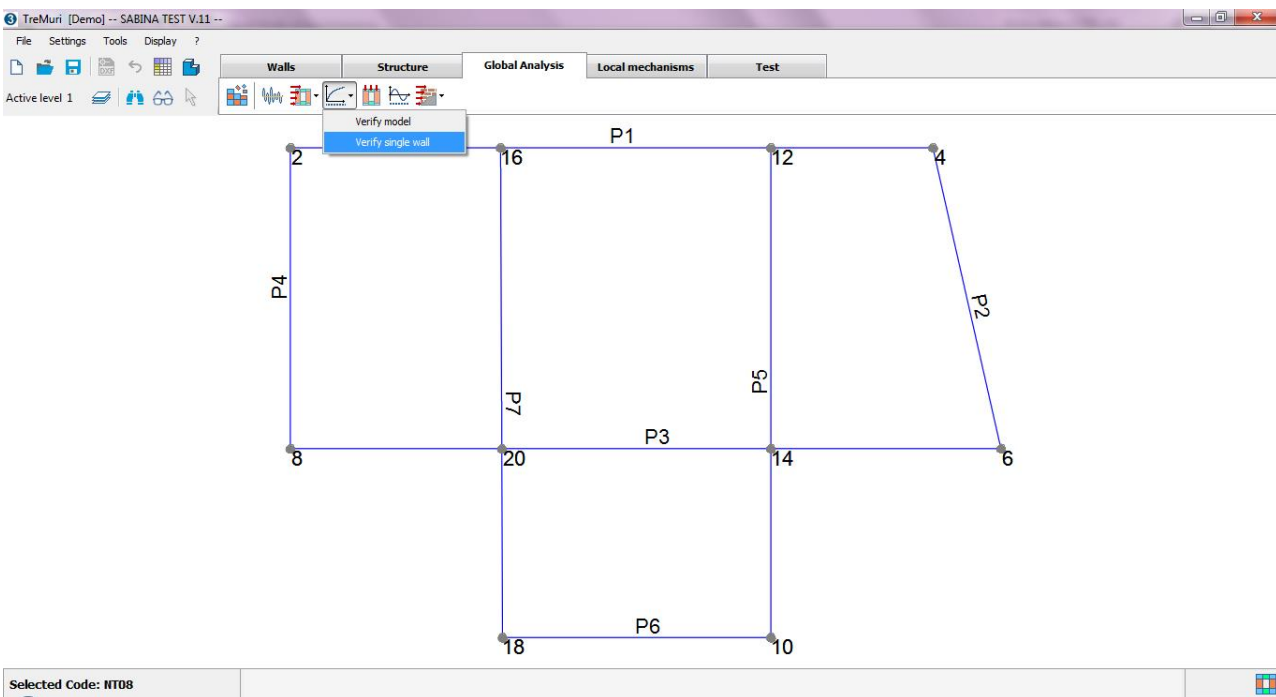 TreMuri [Demo] -- SABINA TEST V.11 --
File Settings Tools Display ?
Walls Structure Global Analysis Local mechanisms Test
Active level 1
Verify model
Verify single wall
P1
2 16 12 4
P4
P2
P5
P7
P3
8 20 14 6
P6
18 10
Selected Code: NT08